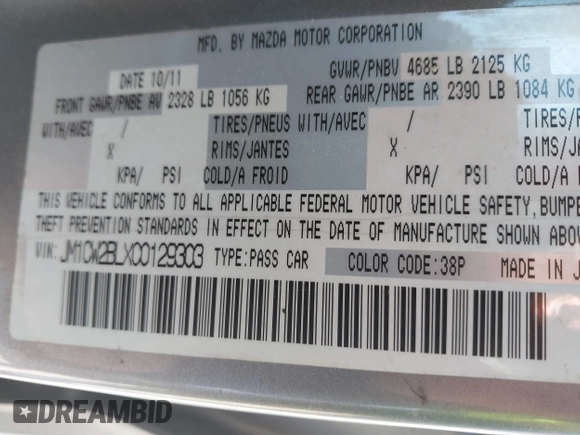 MFD. BY MAZDA MOTOR CORPORATION
DATE 10/11 GVWR/PNBV 4685 LB 2125 KG
FRONT GAWR/PNBE AV 2328 LB 1056 KG REAR GAWR/PNBE AR 2390 LB 1084 KG
WITH/AVEC / TIRES/PNEUS WITH/AVEC / TIRES/PN
X RIMS/JANTES X RIMS/JA
KPA/ PSI COLD/A FROID KPA/ PSI COLD/A
THIS VEHICLE CONFORMS TO ALL APPLICABLE FEDERAL MOTOR VEHICLE SAFETY, BUMPE
THEFT PREVENTION STANDARDS IN EFFECT ON THE DATE OF MANUFACTURE SHOWN ABOV
VIN: JM1CW2BLXC0129303 TYPE:PASS CAR COLOR CODE:38P MADE IN J
DREAMBID